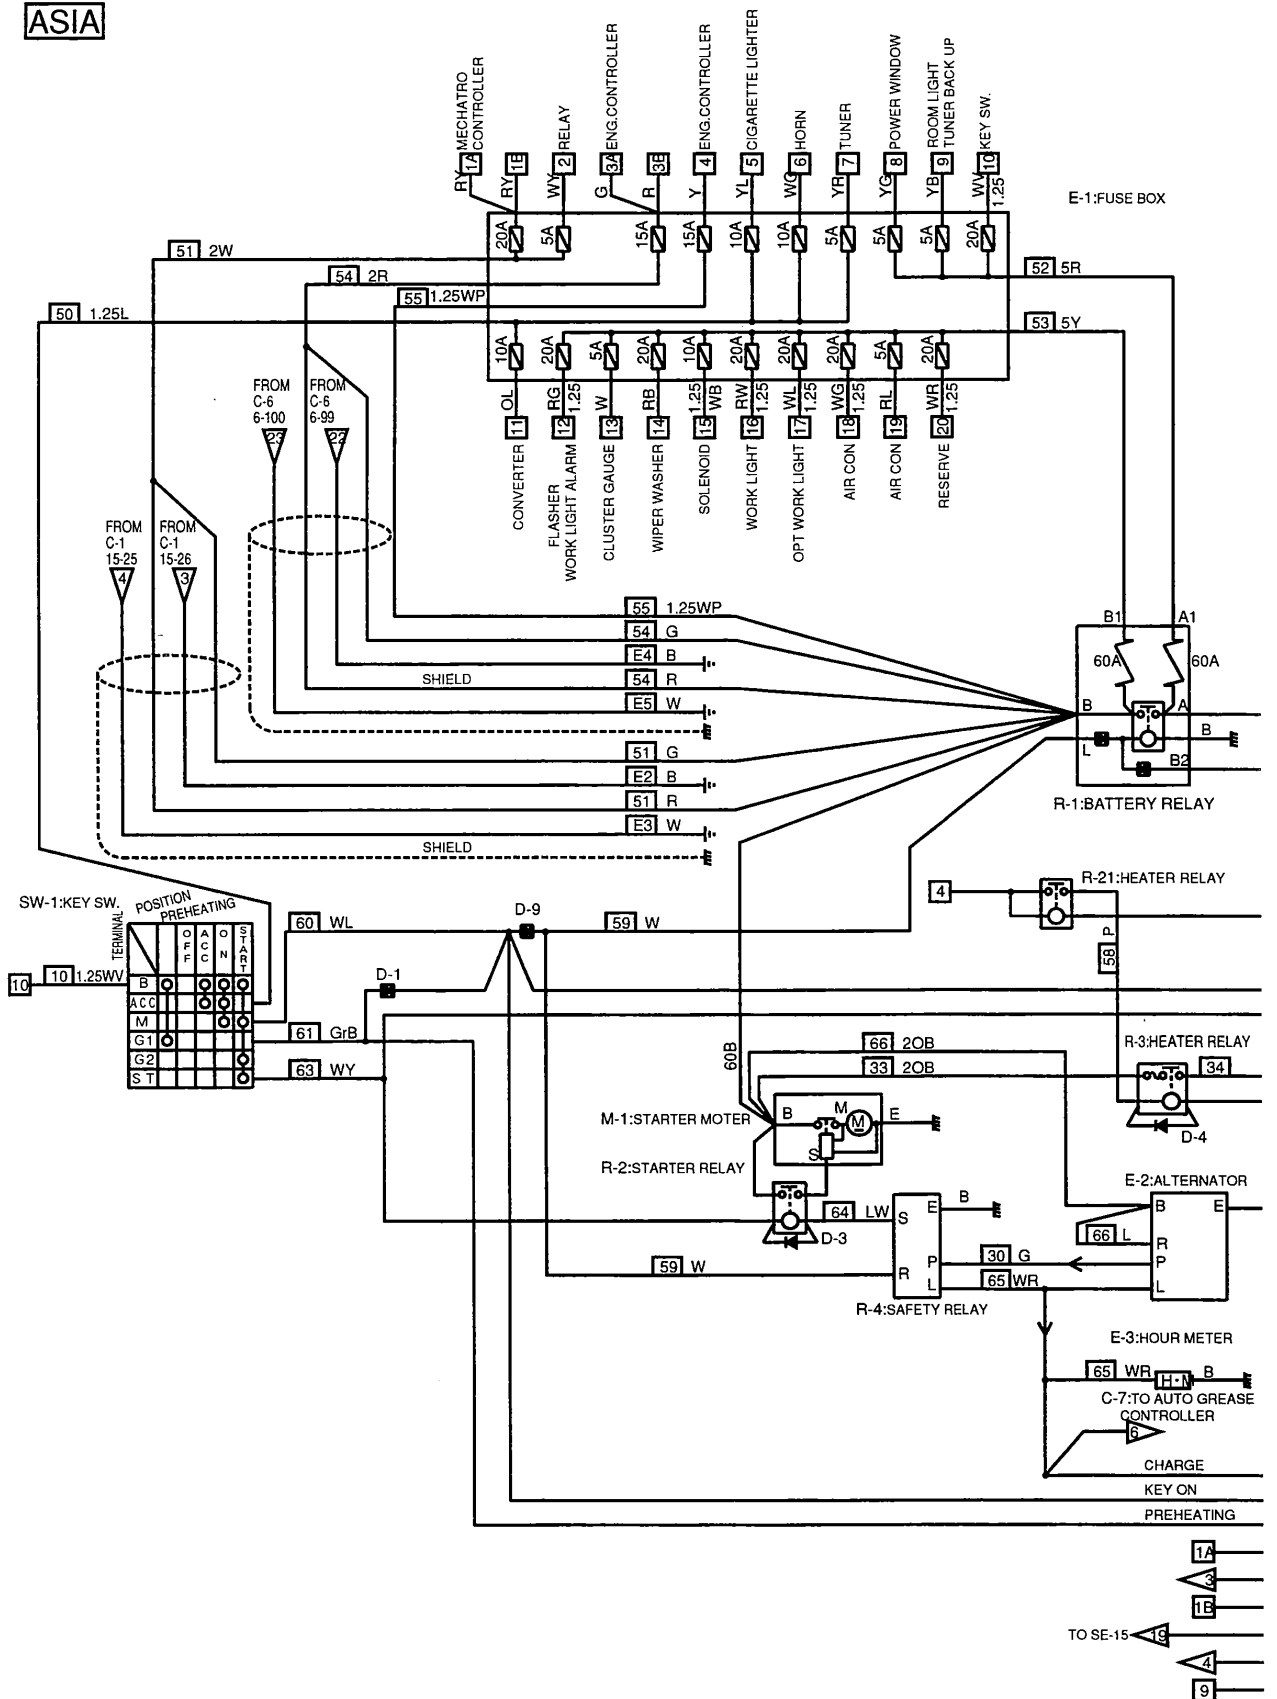 ASIA
MECHATRO CONTROLLER
RELAY
ENG.CONTROLLER
ENG.CONTROLLER
CIGARETTE LIGHTER
HORN
TUNER
POWER WINDOW
ROOM LIGHT
TUNER BACK UP
KEY SW.
1A
1B
2
3A
3B
4
5
6
7
8
9
10
RY
RY
WY
G
R
Y
YL
WG
YR
YG
YB
WV
1.25
E-1:FUSE BOX
20A
5A
15A
15A
10A
10A
5A
5A
5A
20A
51 2W
54 2R
55 1.25WP
50 1.25L
52 5R
53 5Y
10A
20A
5A
20A
10A
20A
20A
20A
5A
20A
OL
RG 1.25
W
RB
1.25 WB
RW 1.25
WL 1.25
WG 1.25
RL
WR 1.25
11
12
13
14
15
16
17
18
19
20
CONVERTER
FLASHER
WORK LIGHT ALARM
CLUSTER GAUGE
WIPER WASHER
SOLENOID
WORK LIGHT
OPT WORK LIGHT
AIR CON
AIR CON
RESERVE
FROM
C-6
6-100
23
FROM
C-6
6-99
22
FROM
C-1
15-25
4
FROM
C-1
15-26
3
55 1.25WP
54 G
E4 B
SHIELD
54 R
E5 W
51 G
E2 B
51 R
E3 W
SHIELD
B1
A1
60A
60A
B
A
L
B
B2
R-1:BATTERY RELAY
SW-1:KEY SW.
TERMINAL
POSITION
PREHEATING
OFF
ACC
ON
START
B
ACC
M
G1
G2
ST
10
10 1.25WV
60 WL
D-9
59 W
D-1
61 GrB
63 WY
4
R-21:HEATER RELAY
P
58
R-3:HEATER RELAY
34
D-4
60B
66 20B
33 20B
M-1:STARTER MOTER
B
M
M
E
S
R-2:STARTER RELAY
D-3
64 LW
59 W
S
E
B
P
R
L
R-4:SAFETY RELAY
30 G
65 WR
E-2:ALTERNATOR
B
E
66 L
R
P
L
E-3:HOUR METER
65 WR
H·M
B
C-7:TO AUTO GREASE
CONTROLLER
6
CHARGE
KEY ON
PREHEATING
1A
3
1B
TO SE-15 19
4
9